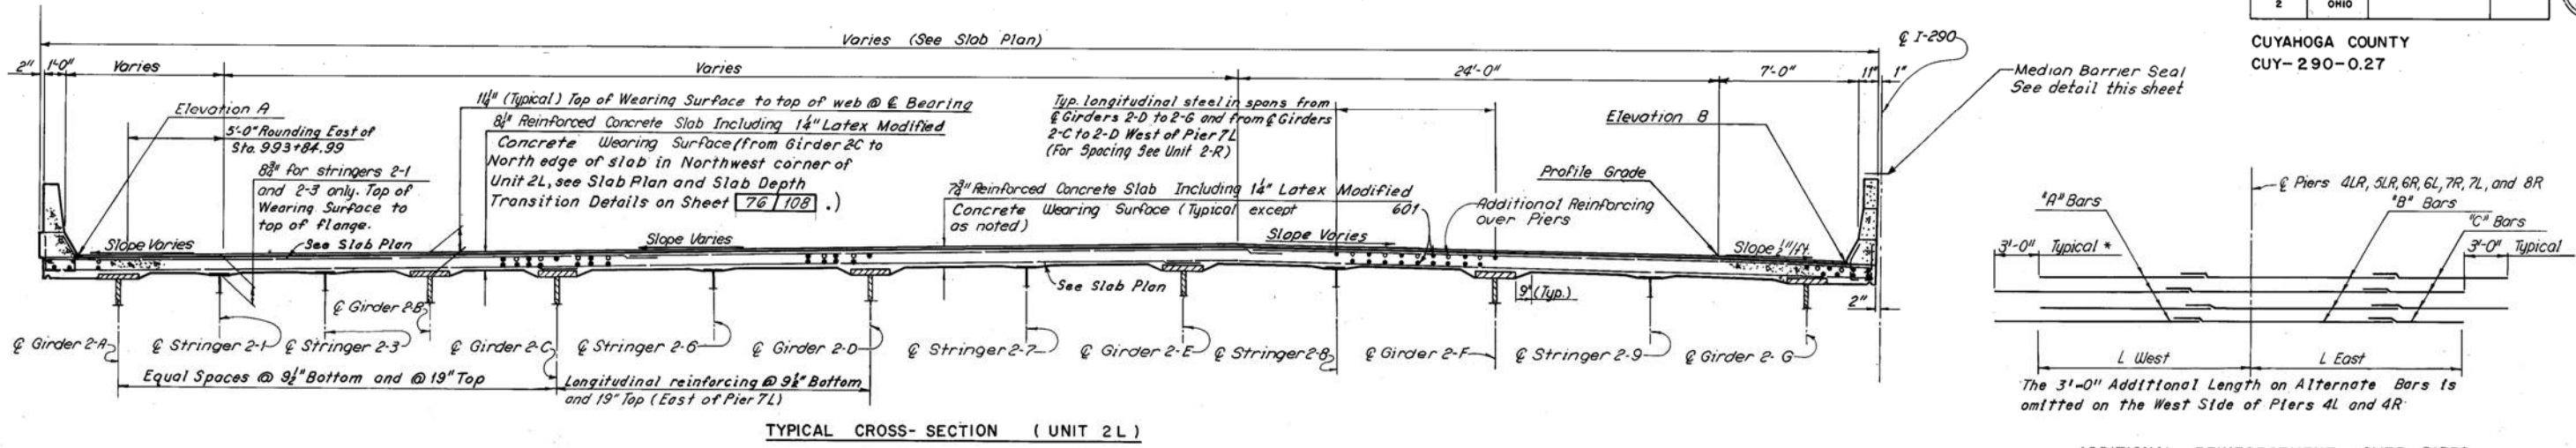 2 OHIO
CUYAHOGA COUNTY
CUY-290-0.27
Varies (See Slab Plan)
℄ I-290
2" 1'-0" Varies Varies 24'-0" 7'-0" 11" 1"
Median Barrier Seal
See detail this sheet
Elevation A
5'-0" Rounding East of
Sta. 993+84.99
8¾" for stringers 2-1
and 2-3 only. Top of
Wearing Surface to
top of flange.
11¼" (Typical) Top of Wearing Surface to top of web @ ℄ Bearing
8¼" Reinforced Concrete Slab Including 1¼" Latex Modified
Concrete Wearing Surface (from Girder 2C to
North edge of slab in Northwest corner of
Unit 2L, see Slab Plan and Slab Depth
Transition Details on Sheet 76/108 .)
Typ. longitudinal steel in spans from
℄ Girders 2-D to 2-G and from ℄ Girders
2-C to 2-D West of Pier 7L
(For Spacing See Unit 2-R)
7¾" Reinforced Concrete Slab Including 1¼" Latex Modified
Concrete Wearing Surface (Typical except
as noted)
601
Additional Reinforcing
over Piers
Elevation B
Profile Grade
Slope Varies
See Slab Plan
Slope Varies
Slope Varies
Slope ½"/ft.
See Slab Plan
9" (Typ.)
2"
℄ Girder 2-A
℄ Stringer 2-1
℄ Stringer 2-3
℄ Girder 2-B
℄ Girder 2-C
℄ Stringer 2-6
℄ Girder 2-D
℄ Stringer 2-7
℄ Girder 2-E
℄ Stringer 2-8
℄ Girder 2-F
℄ Stringer 2-9
℄ Girder 2-G
Equal Spaces @ 9½" Bottom and @ 19" Top
Longitudinal reinforcing @ 9½" Bottom
and 19" Top (East of Pier 7L)
TYPICAL CROSS-SECTION (UNIT 2L)
℄ Piers 4LR, 5LR, 6R, 6L, 7R, 7L, and 8R
"A" Bars
"B" Bars
"C" Bars
3'-0" Typical *
3'-0" Typical
L West
L East
The 3'-0" Additional Length on Alternate Bars is
omitted on the West Side of Piers 4L and 4R